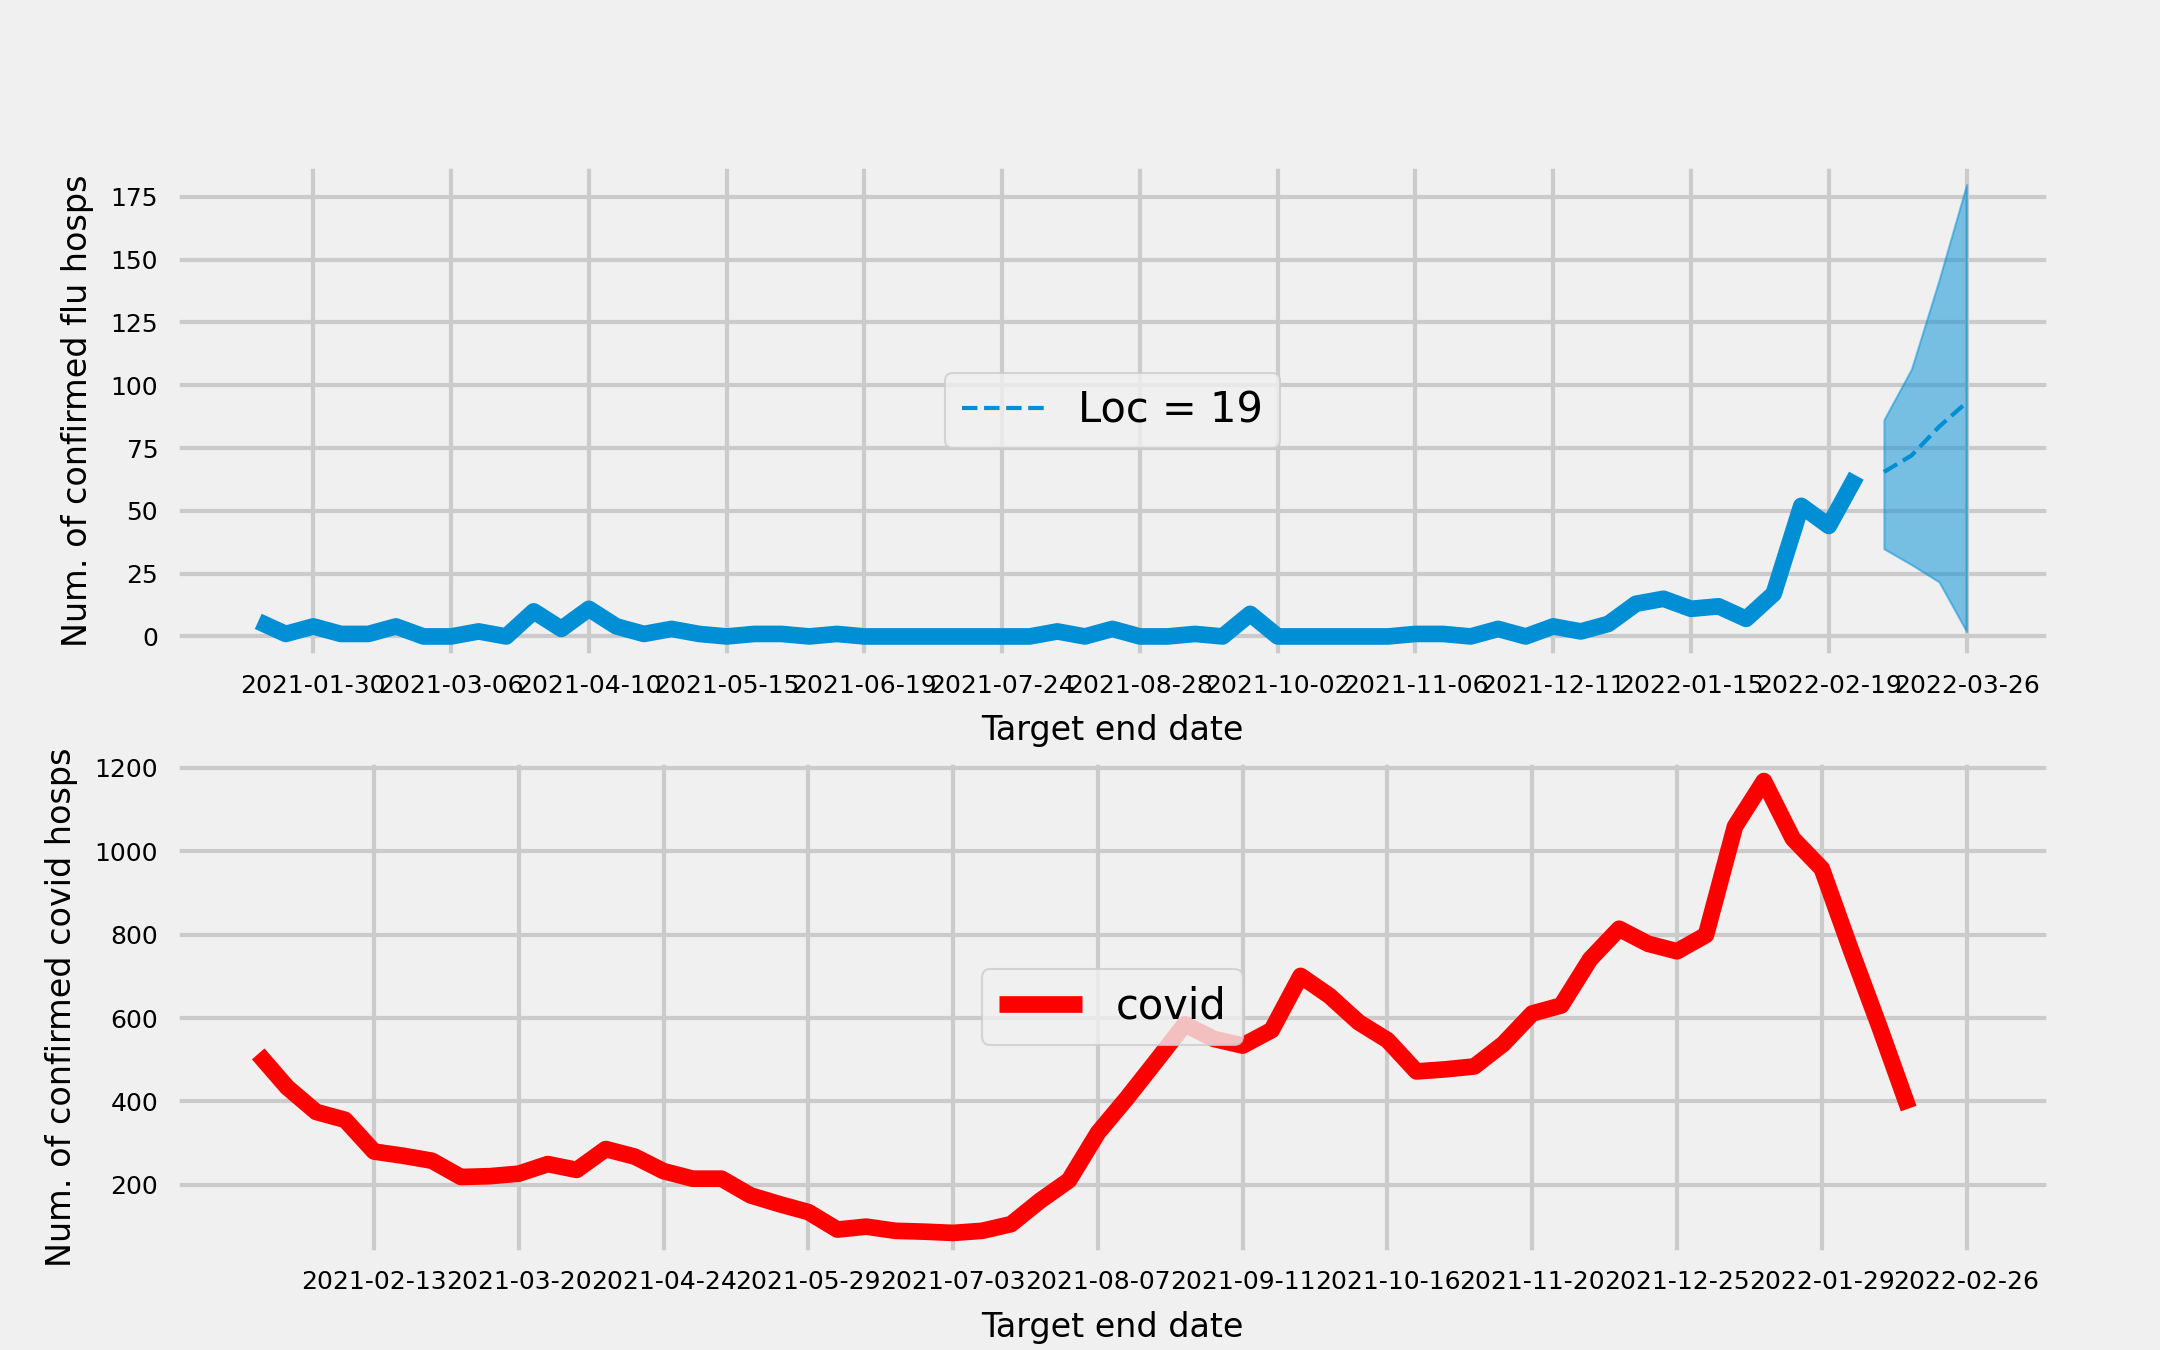 Num. of confirmed flu hosps
175
150
125
100
75
50
25
0
Loc = 19
2021-01-30 2021-03-06 2021-04-10 2021-05-15 2021-06-19 2021-07-24 2021-08-28 2021-10-02 2021-11-06 2021-12-11 2022-01-15 2022-02-19 2022-03-26
Target end date
Num. of confirmed covid hosps
1200
1000
800
600
400
200
covid
2021-02-13 2021-03-20 2021-04-24 2021-05-29 2021-07-03 2021-08-07 2021-09-11 2021-10-16 2021-11-20 2021-12-25 2022-01-29 2022-02-26
Target end date